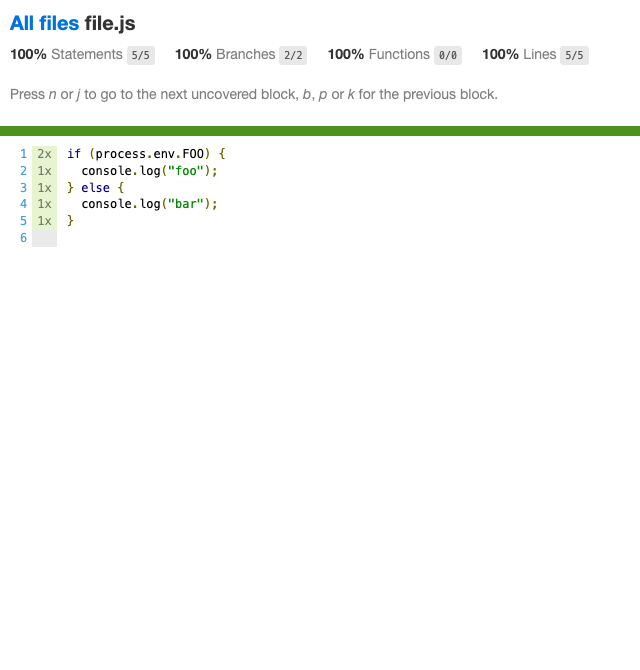 All files file.js
100% Statements 5/5 100% Branches 2/2 100% Functions 0/0 100% Lines 5/5
Press n or j to go to the next uncovered block, b, p or k for the previous block.
1 2x if (process.env.FOO) {
2 1x   console.log("foo");
3 1x } else {
4 1x   console.log("bar");
5 1x }
6